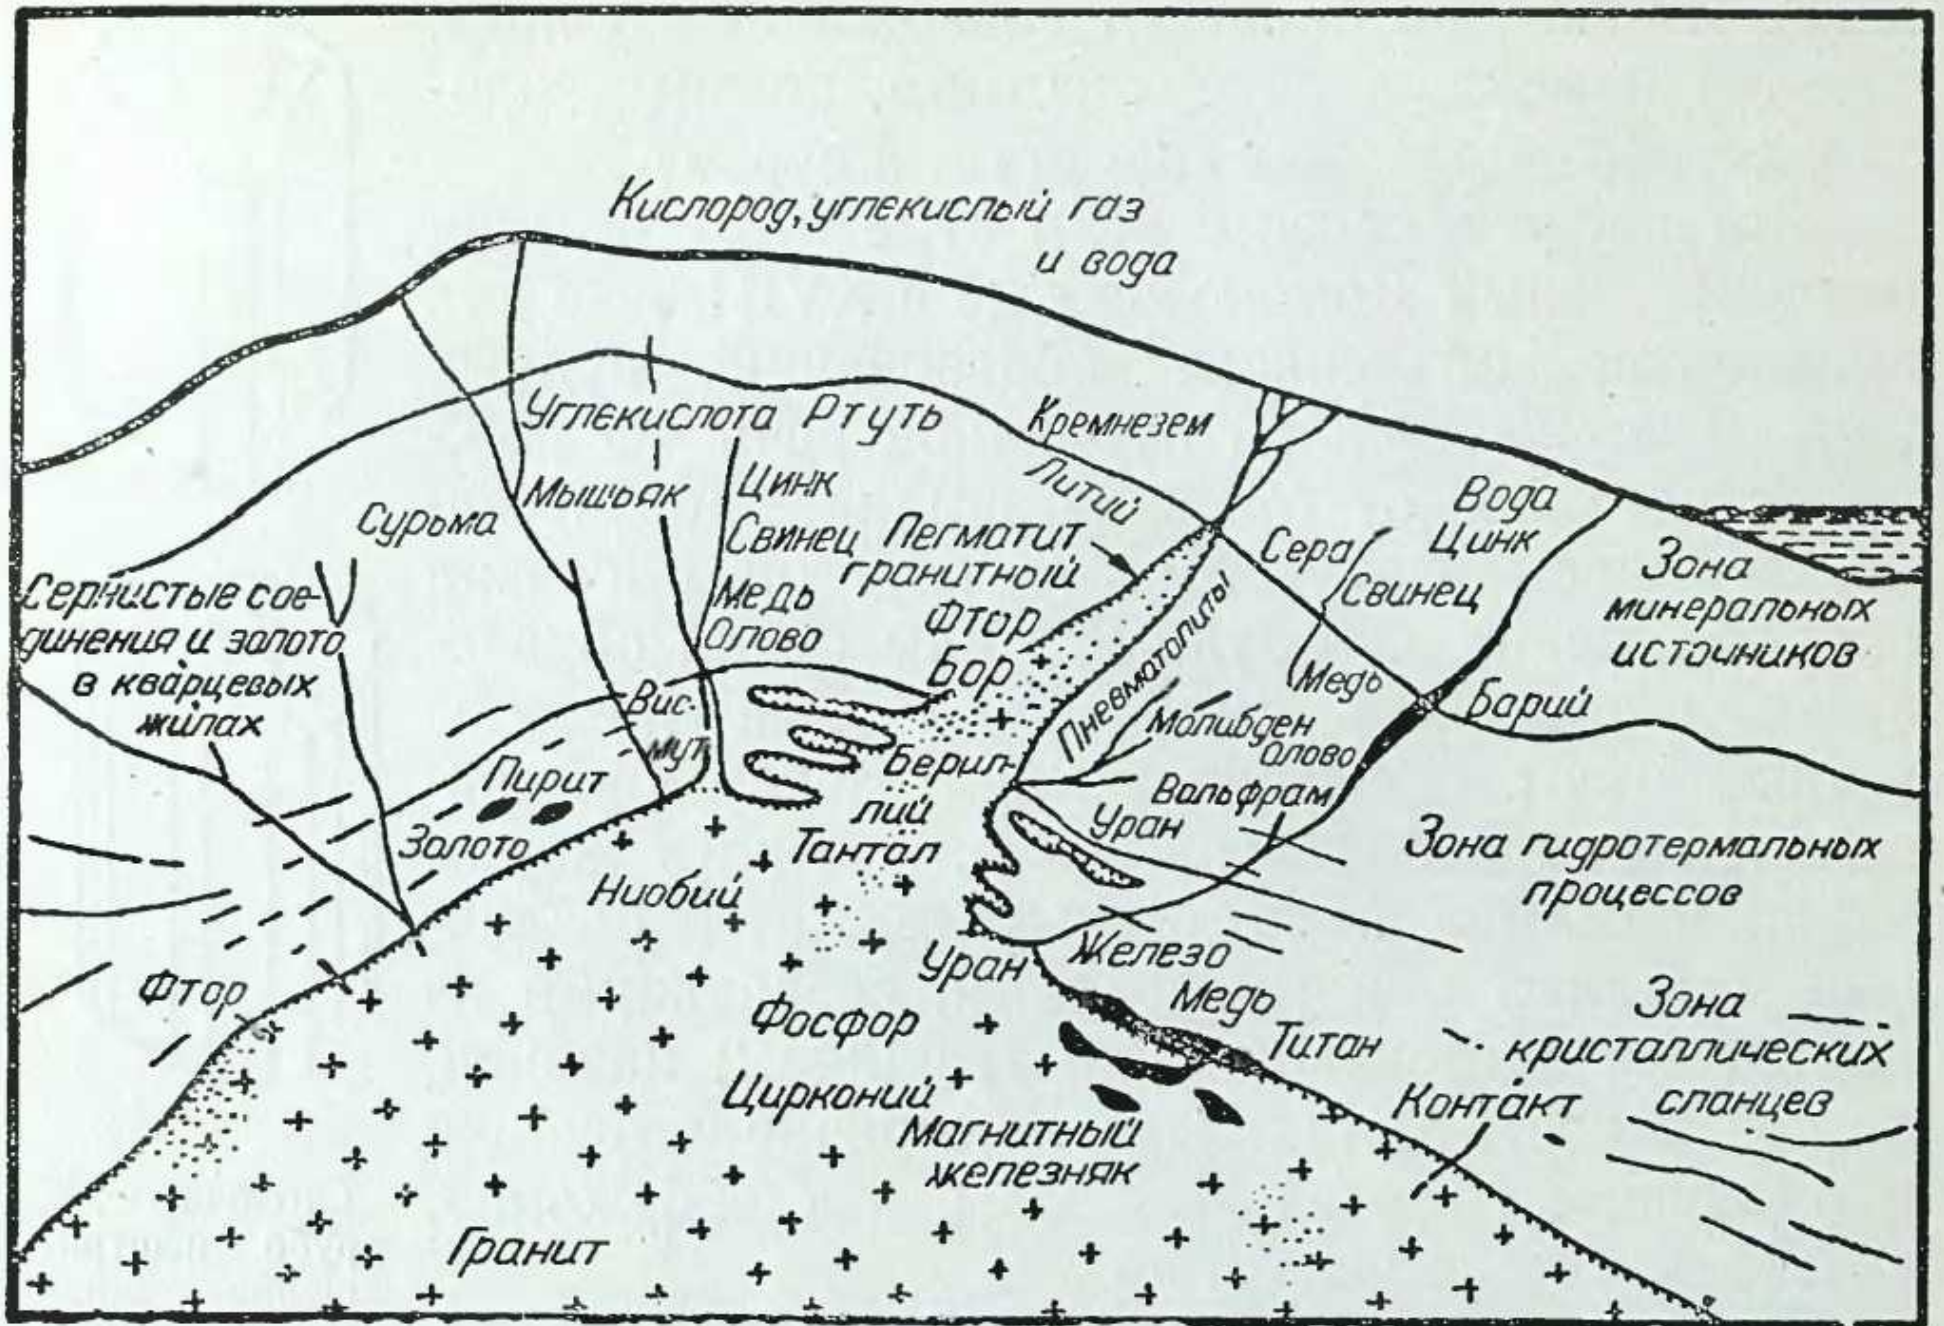 Кислород, углекислый газ
и вода
Углекислота
Ртуть
Кремнезем
Литий
Мышьяк
Цинк
Сурьма
Свинец
Пегматит
гранитный
Медь
Олово
Фтор
Бор
Сернистые сое-
динения и золото
в кварцевых
жилах
Вис-
мут
Пирит
Золото
Берил-
лий
Тантал
Ниобий
Пневматолиты
Сера
Свинец
Медь
Вода
Цинк
Барий
Зона
минеральных
источников
Молибден
олово
Вольфрам
Уран
Зона гидротермальных
процессов
Фтор
Уран
Железо
Медь
Титан
Фосфор
Цирконий
Магнитный
железняк
Гранит
Контакт
Зона
кристаллических
сланцев